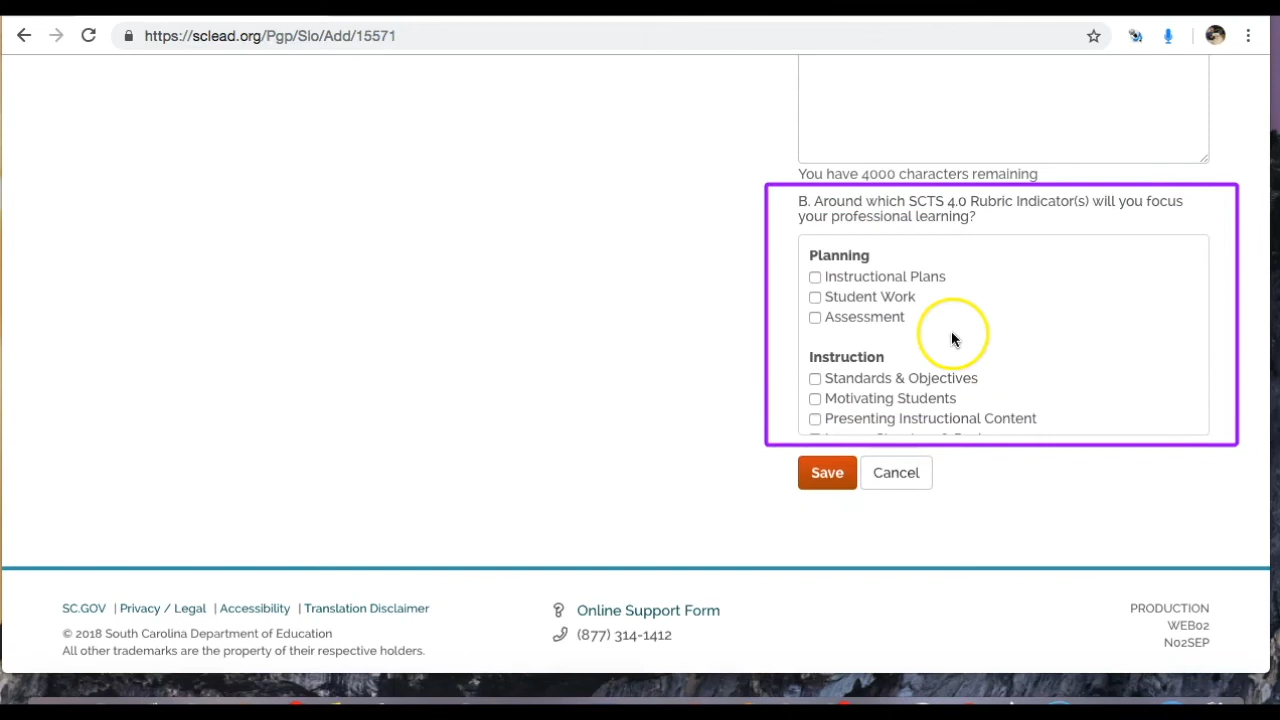 https://sclead.org/Pgp/Slo/Add/15571
You have 4000 characters remaining
B. Around which SCTS 4.0 Rubric Indicator(s) will you focus
your professional learning?
Planning
Instructional Plans
Student Work
Assessment
Instruction
Standards & Objectives
Motivating Students
Presenting Instructional Content
Save Cancel
SC.GOV | Privacy / Legal | Accessibility | Translation Disclaimer
© 2018 South Carolina Department of Education
All other trademarks are the property of their respective holders.
Online Support Form
(877) 314-1412
PRODUCTION
WEB02
N02SEP